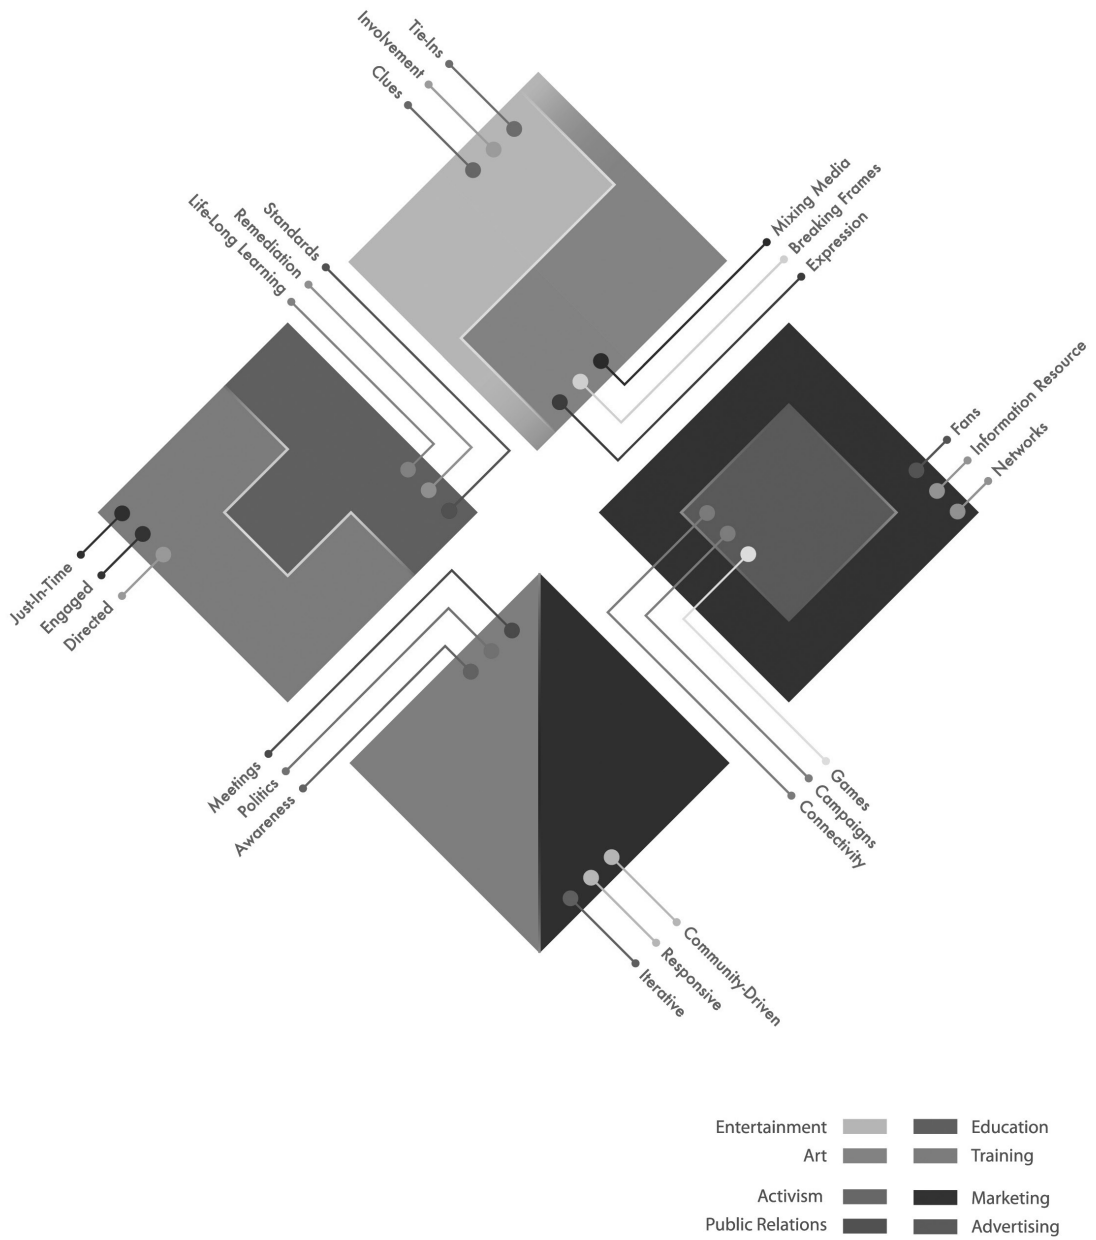 Tie-Ins
Involvement
Clues
Mixing Media
Breaking Frames
Expression
Standards
Remediation
Life-Long Learning
Fans
Information Resource
Networks
Just-In-Time
Engaged
Directed
Meetings
Politics
Awareness
Games
Campaigns
Connectivity
Community-Driven
Responsive
Iterative
Entertainment
Education
Art
Training
Activism
Marketing
Public Relations
Advertising